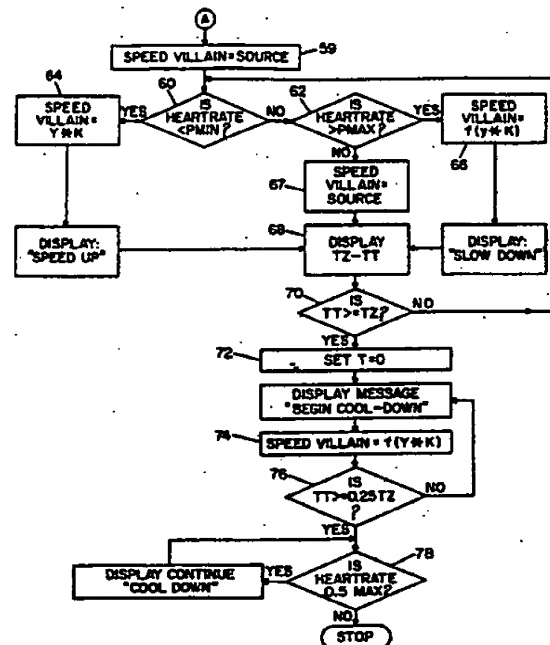 A
SPEED VILLAIN=SOURCE
59
64
60
62
SPEED
VILLAIN=
Y*K
YES
IS
HEARTRATE
<PMIN?
NO
IS
HEARTRATE
>PMAX?
YES
SPEED
VILLAIN=
f(y*K)
66
NO
67
SPEED
VILLAIN=
SOURCE
DISPLAY:
"SPEED UP"
68
DISPLAY
TZ-TT
DISPLAY:
"SLOW DOWN"
70
IS
TT>=TZ?
NO
YES
72
SET T=0
DISPLAY MESSAGE
"BEGIN COOL-DOWN"
74
SPEED VILLAIN = f(Y*K)
76
IS
TT>=0.25TZ
?
NO
YES
78
DISPLAY CONTINUE
"COOL DOWN"
YES
IS
HEARTRATE
0.5 MAX?
NO
STOP